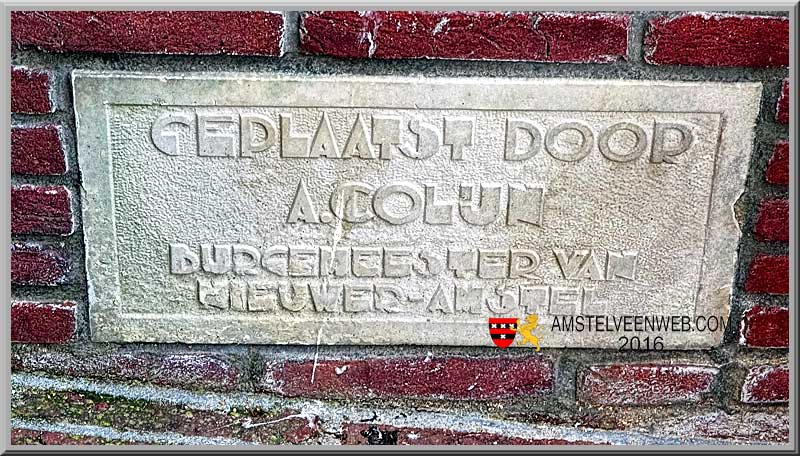 GEPLAATST DOOR
A.COLIJN
BURGEMEESTER VAN
NIEUWER-AMSTEL
AMSTELVEENWEB.COM
2016